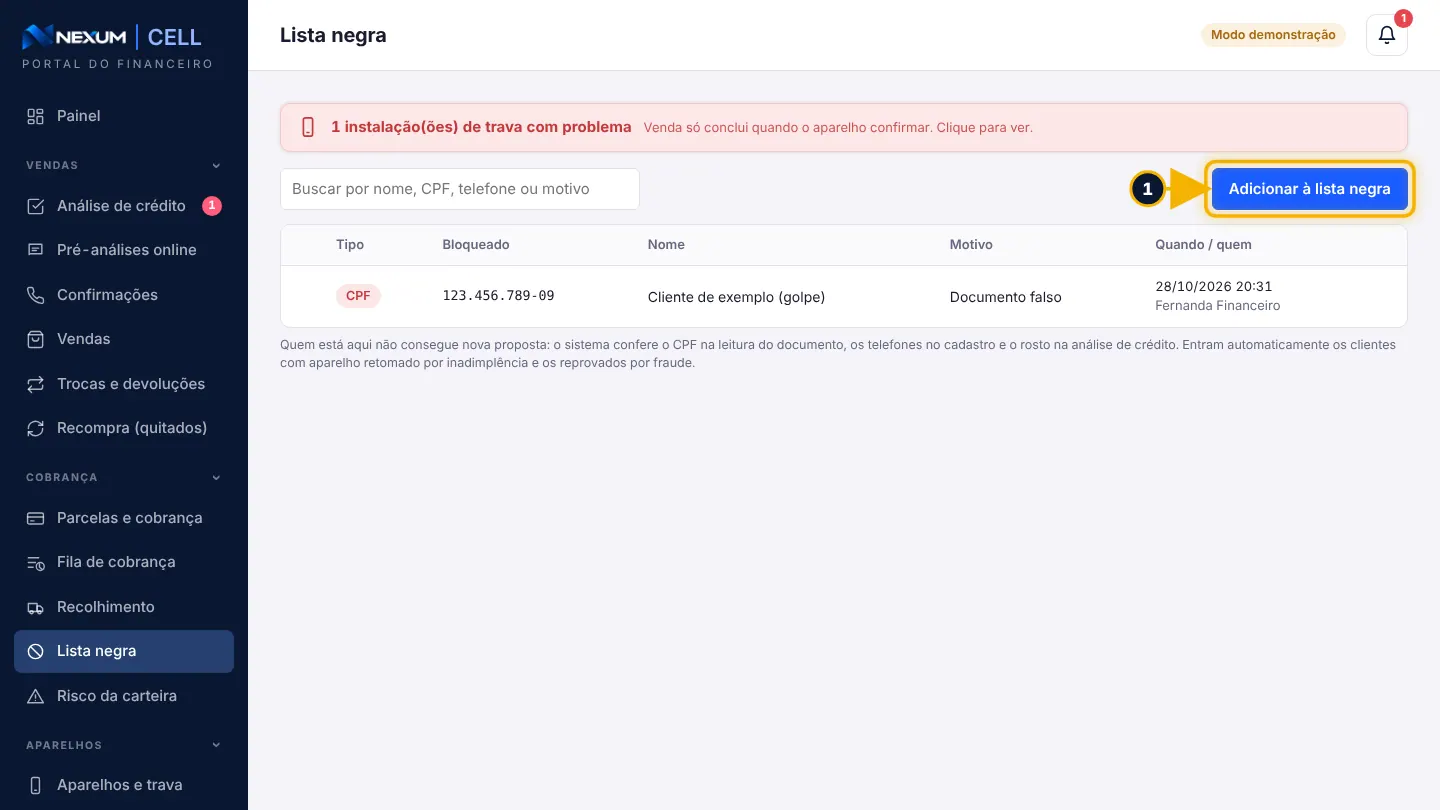 NEXUM | CELL
PORTAL DO FINANCEIRO
Painel
VENDAS
Análise de crédito 1
Pré-análises online
Confirmações
Vendas
Trocas e devoluções
Recompra (quitados)
COBRANÇA
Parcelas e cobrança
Fila de cobrança
Recolhimento
Lista negra
Risco da carteira
APARELHOS
Aparelhos e trava
Lista negra
Modo demonstração
1
1 instalação(ões) de trava com problema Venda só conclui quando o aparelho confirmar. Clique para ver.
Buscar por nome, CPF, telefone ou motivo
1
Adicionar à lista negra
Tipo Bloqueado Nome Motivo Quando / quem
CPF 123.456.789-09 Cliente de exemplo (golpe) Documento falso 28/10/2026 20:31
Fernanda Financeiro
Quem está aqui não consegue nova proposta: o sistema confere o CPF na leitura do documento, os telefones no cadastro e o rosto na análise de crédito. Entram automaticamente os clientes
com aparelho retomado por inadimplência e os reprovados por fraude.